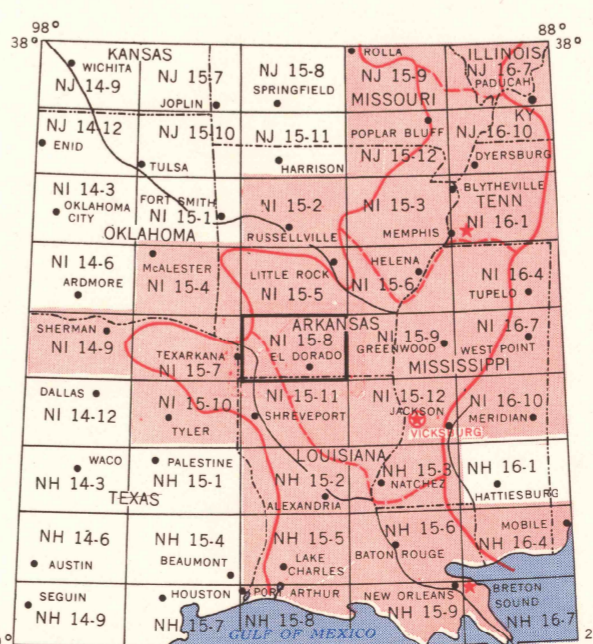 98°
88°
38°
38°
KANSAS
ROLLA
ILLINOIS
WICHITA
NJ 14-9
NJ 15-7
NJ 15-8
NJ 15-9
NJ 16-7
PADUCAH
JOPLIN
SPRINGFIELD
MISSOURI
KY
NJ 14-12
NJ 15-10
NJ 15-11
POPLAR BLUFF
NJ 16-10
ENID
TULSA
HARRISON
NJ 15-12
DYERSBURG
NI 14-3
FORT SMITH
NI 15-2
NI 15-3
BLYTHEVILLE
TENN
OKLAHOMA
CITY
NI 15-1
RUSSELLVILLE
MEMPHIS
NI 16-1
OKLAHOMA
NI 14-6
McALESTER
LITTLE ROCK
HELENA
NI 16-4
ARDMORE
NI 15-4
NI 15-5
NI 15-6
TUPELO
SHERMAN
ARKANSAS
NI 15-8
NI 15-9
NI 16-7
NI 14-9
TEXARKANA
EL DORADO
GREENWOOD
WEST POINT
NI 15-7
MISSISSIPPI
DALLAS
NI 15-10
NI 15-11
NI 15-12
NI 16-10
NI 14-12
TYLER
SHREVEPORT
JACKSON
MERIDIAN
VICKSBURG
WACO
PALESTINE
LOUISIANA
NH 14-3
NH 15-1
NH 15-2
NH 15-3
NH 16-1
TEXAS
ALEXANDRIA
NATCHEZ
HATTIESBURG
NH 14-6
NH 15-4
NH 15-5
NH 15-6
MOBILE
NH 16-4
AUSTIN
BEAUMONT
LAKE
CHARLES
BATON ROUGE
SEGUIN
HOUSTON
PORT ARTHUR
NEW ORLEANS
BRETON
SOUND
NH 14-9
NH 15-7
NH 15-8
NH 15-9
NH 16-7
GULF OF MEXICO